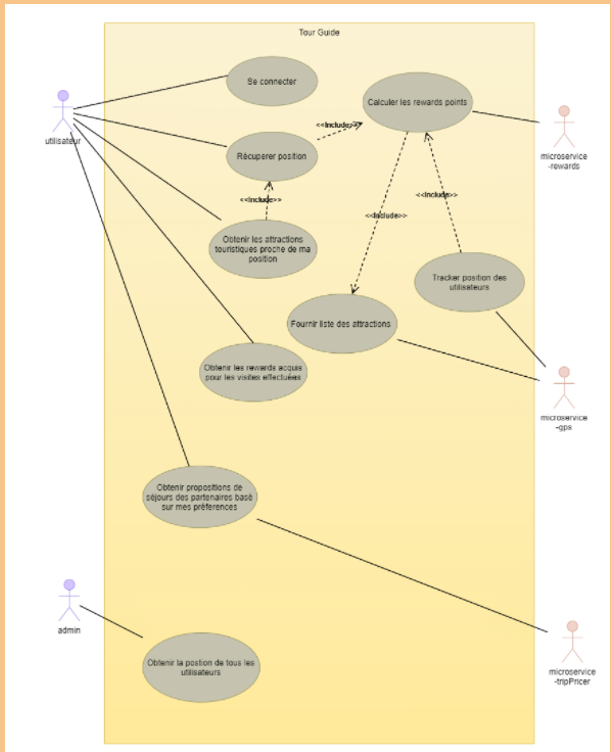 Tour Guide
Se connecter
Calculer les rewards points
<<Include>>
utilisateur
Récuperer position
microservice
-rewards
<<Include>>
<<Include>>
<<Include>>
Obtenir les attractions
touristiques proche de ma
position
Tracker position des
utilisateurs
Fournir liste des attractions
Obtenir les rewards acquis
pour les visites effectuées
microservice
-gps
Obtenir propositions de
séjours des partenaires basé
sur mes préferences
admin
Obtenir la postion de tous les
utilisateurs
microservice
-tripPricer